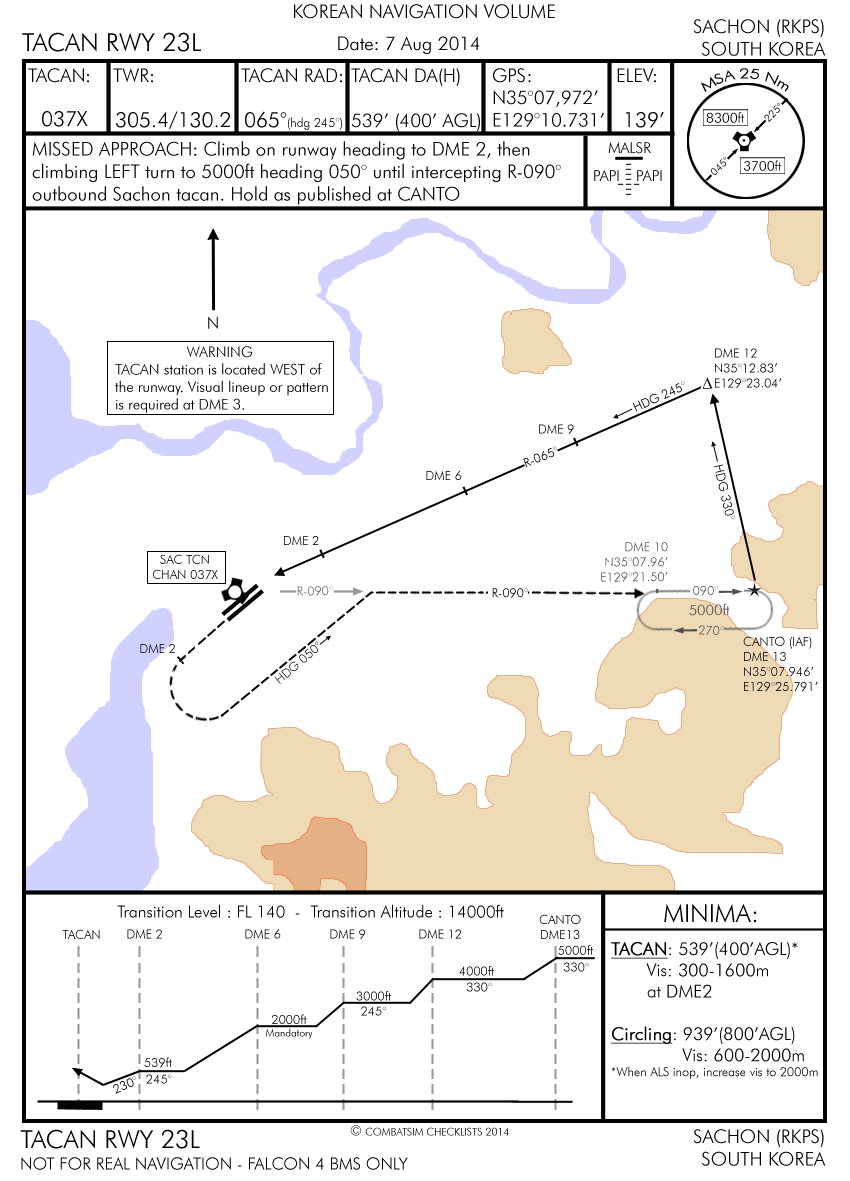 KOREAN NAVIGATION VOLUME
TACAN RWY 23L
Date: 7 Aug 2014
SACHON (RKPS)
SOUTH KOREA
TACAN:
037X
TWR:
305.4/130.2
TACAN RAD:
065°(hdg 245°)
TACAN DA(H)
539' (400' AGL)
GPS:
N35°07,972'
E129°10.731'
ELEV:
139'
MSA 25 Nm
8300ft
225°
045°
3700ft
MISSED APPROACH: Climb on runway heading to DME 2, then
climbing LEFT turn to 5000ft heading 050° until intercepting R-090°
outbound Sachon tacan. Hold as published at CANTO
MALSR
PAPI PAPI
N
WARNING
TACAN station is located WEST of
the runway. Visual lineup or pattern
is required at DME 3.
DME 12
N35°12.83'
E129°23.04'
HDG 245°
DME 9
R-065°
DME 6
HDG 330°
DME 2
SAC TCN
CHAN 037X
DME 10
N35°07.96'
E129°21.50'
R-090°
R-090°
090°
5000ft
270°
DME 2
HDG 050°
CANTO (IAF)
DME 13
N35°07.946'
E129°25.791'
Transition Level : FL 140 - Transition Altitude : 14000ft
TACAN
DME 2
DME 6
DME 9
DME 12
CANTO
DME13
5000ft
330°
4000ft
330°
3000ft
245°
2000ft
Mandatory
539ft
245°
230°
MINIMA:
TACAN: 539'(400'AGL)*
Vis: 300-1600m
at DME2
Circling: 939'(800'AGL)
Vis: 600-2000m
*When ALS inop, increase vis to 2000m
© COMBATSIM CHECKLISTS 2014
TACAN RWY 23L
NOT FOR REAL NAVIGATION - FALCON 4 BMS ONLY
SACHON (RKPS)
SOUTH KOREA